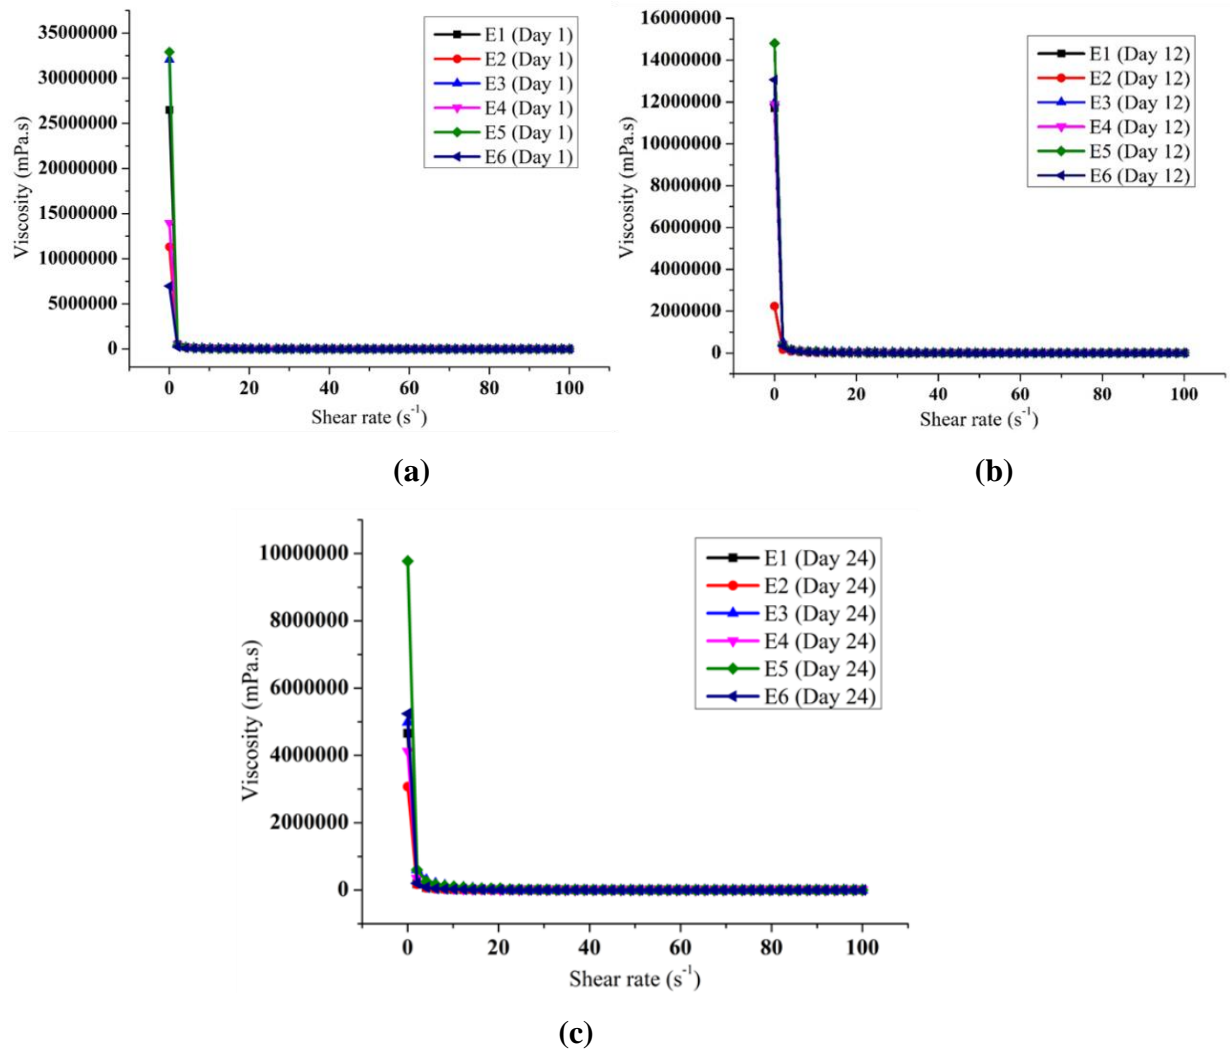 35000000
30000000
25000000
20000000
15000000
10000000
5000000
0
Viscosity (mPa.s)
0 20 40 60 80 100
Shear rate (s⁻¹)
E1 (Day 1)
E2 (Day 1)
E3 (Day 1)
E4 (Day 1)
E5 (Day 1)
E6 (Day 1)
(a)
16000000
14000000
12000000
10000000
8000000
6000000
4000000
2000000
0
Viscosity (mPa.s)
0 20 40 60 80 100
Shear rate (s⁻¹)
E1 (Day 12)
E2 (Day 12)
E3 (Day 12)
E4 (Day 12)
E5 (Day 12)
E6 (Day 12)
(b)
10000000
8000000
6000000
4000000
2000000
0
Viscosity (mPa.s)
0 20 40 60 80 100
Shear rate (s⁻¹)
E1 (Day 24)
E2 (Day 24)
E3 (Day 24)
E4 (Day 24)
E5 (Day 24)
E6 (Day 24)
(c)